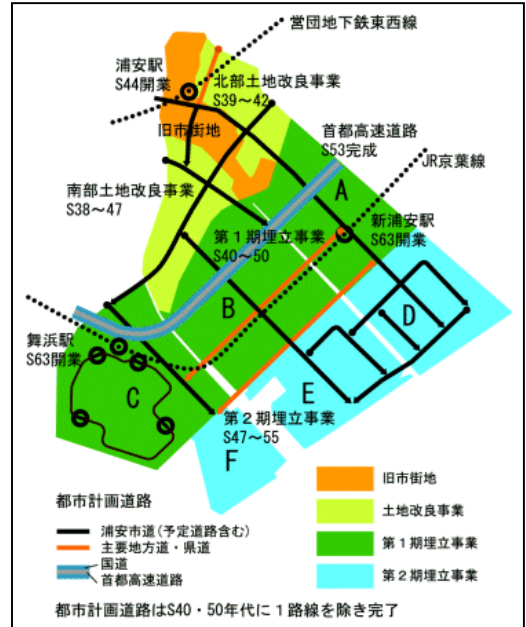 営団地下鉄東西線
浦安駅
S44開業
北部土地改良事業
S39～42
旧市街地
首都高速道路
S53完成
JR京葉線
A
南部土地改良事業
S38～47
新浦安駅
S63開業
第１期埋立事業
S40～50
B
D
舞浜駅
S63開業
C
E
第２期埋立事業
S47～55
F
都市計画道路
浦安市道(予定道路含む)
主要地方道・県道
国道
首都高速道路
旧市街地
土地改良事業
第１期埋立事業
第２期埋立事業
都市計画道路はS40・50年代に１路線を除き完了